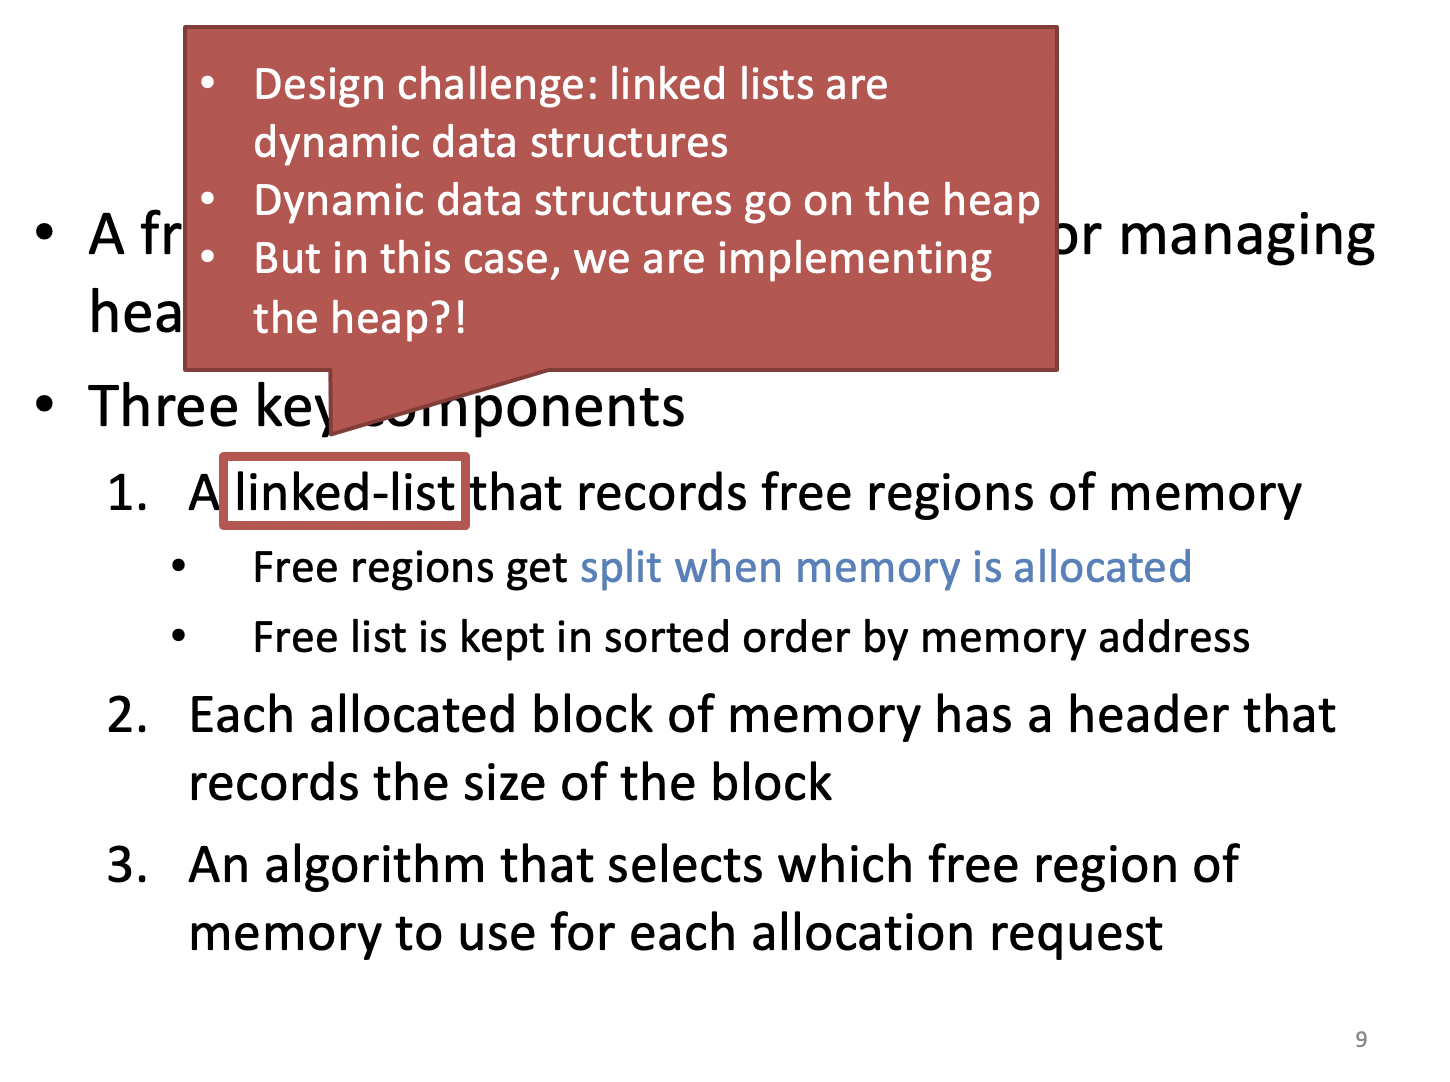 • Design challenge: linked lists are
dynamic data structures
• Dynamic data structures go on the heap
• But in this case, we are implementing
the heap?!
• A or managing
• Three key components
1. A linked-list that records free regions of memory
• Free regions get split when memory is allocated
• Free list is kept in sorted order by memory address
2. Each allocated block of memory has a header that
records the size of the block
3. An algorithm that selects which free region of
memory to use for each allocation request
9